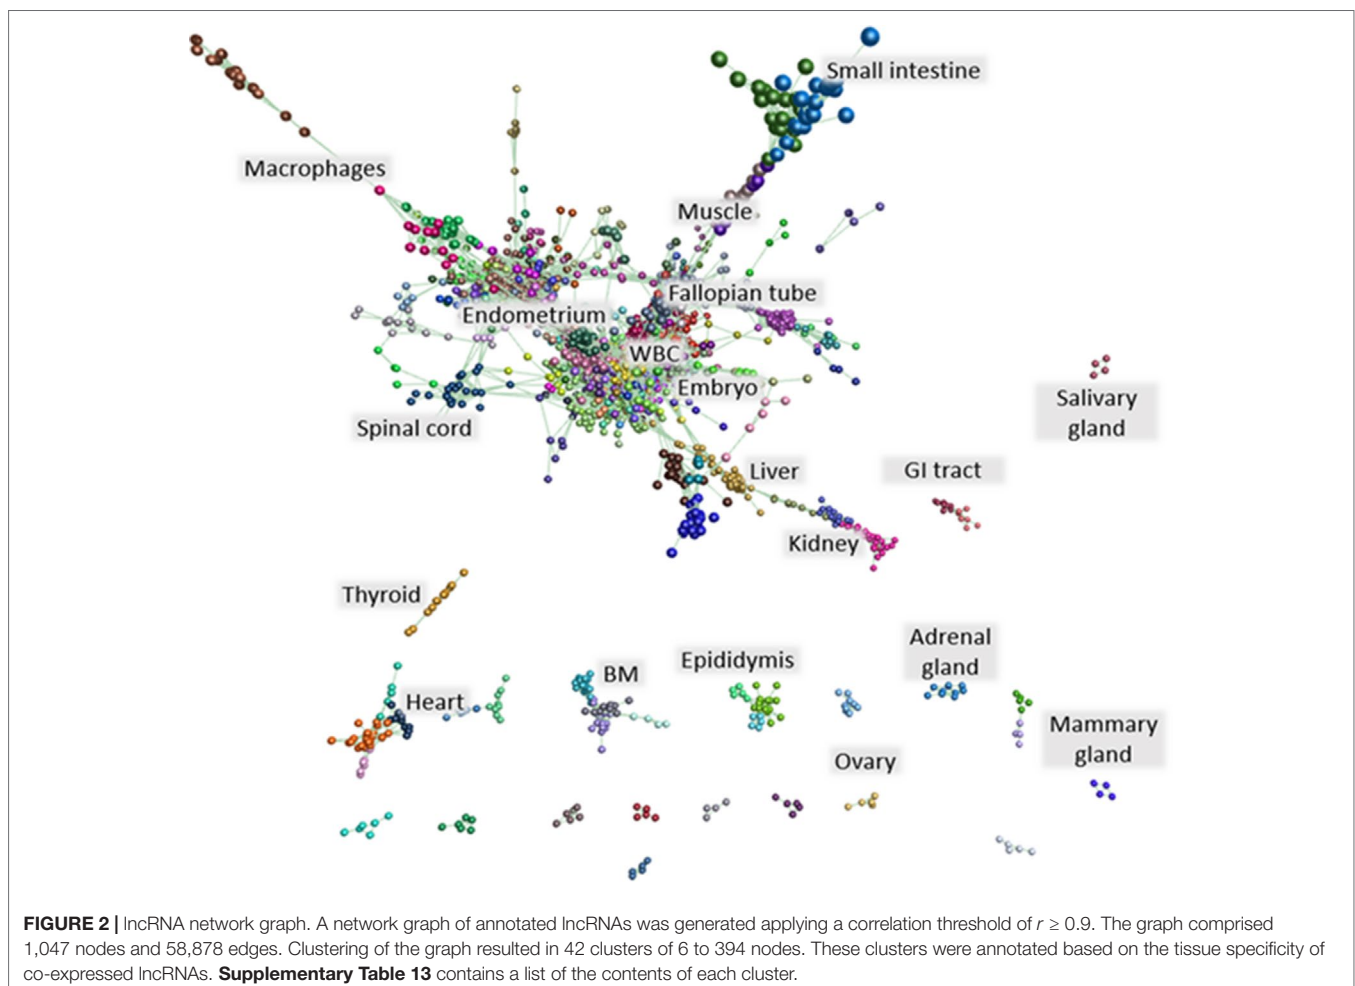 Small intestine
Macrophages
Muscle
Fallopian tube
Endometrium
WBC
Embryo
Salivary
gland
Spinal cord
Liver
GI tract
Kidney
Thyroid
Adrenal
gland
Epididymis
BM
Heart
Mammary
gland
Ovary
FIGURE 2 | lncRNA network graph. A network graph of annotated lncRNAs was generated applying a correlation threshold of r ≥ 0.9. The graph comprised
1,047 nodes and 58,878 edges. Clustering of the graph resulted in 42 clusters of 6 to 394 nodes. These clusters were annotated based on the tissue specificity of
co-expressed lncRNAs. Supplementary Table 13 contains a list of the contents of each cluster.